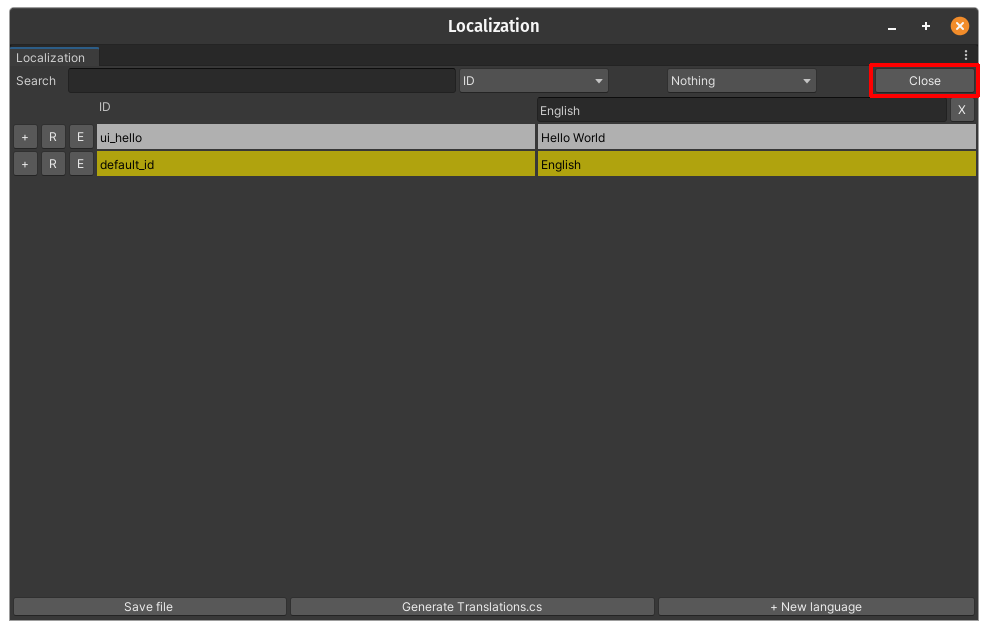 Localization
Localization
Search ID Nothing Close
ID English X
+ R E ui_hello Hello World
+ R E default_id English
Save file Generate Translations.cs + New language